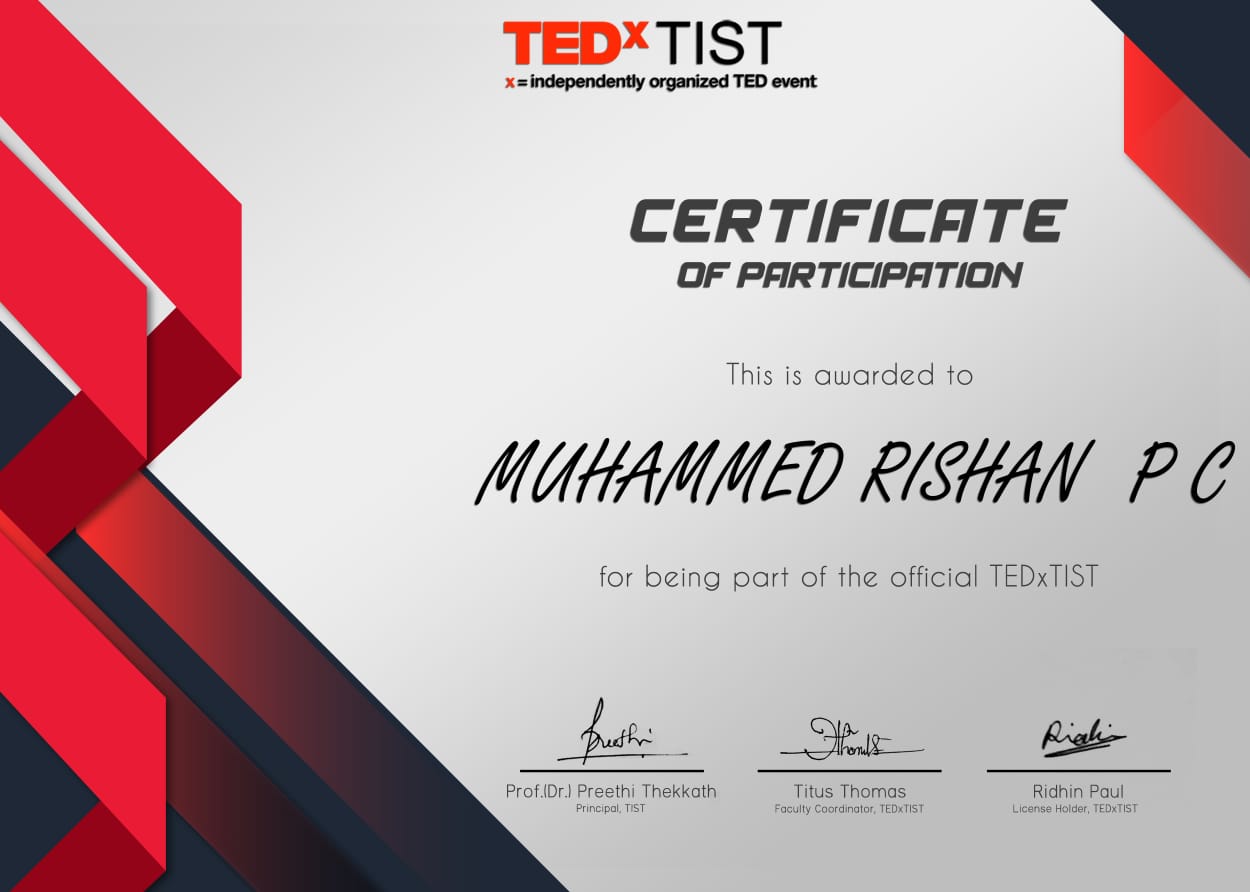 TEDxTIST
x=independently organized TED event
CERTIFICATE
OF PARTICIPATION
This is awarded to
MUHAMMED RISHAN P C
for being part of the official TEDxTIST
Preethi
Thomas
Ridhin
Prof.(Dr.) Preethi Thekkath
Principal, TIST
Titus Thomas
Faculty Coordinator, TEDxTIST
Ridhin Paul
License Holder, TEDxTIST